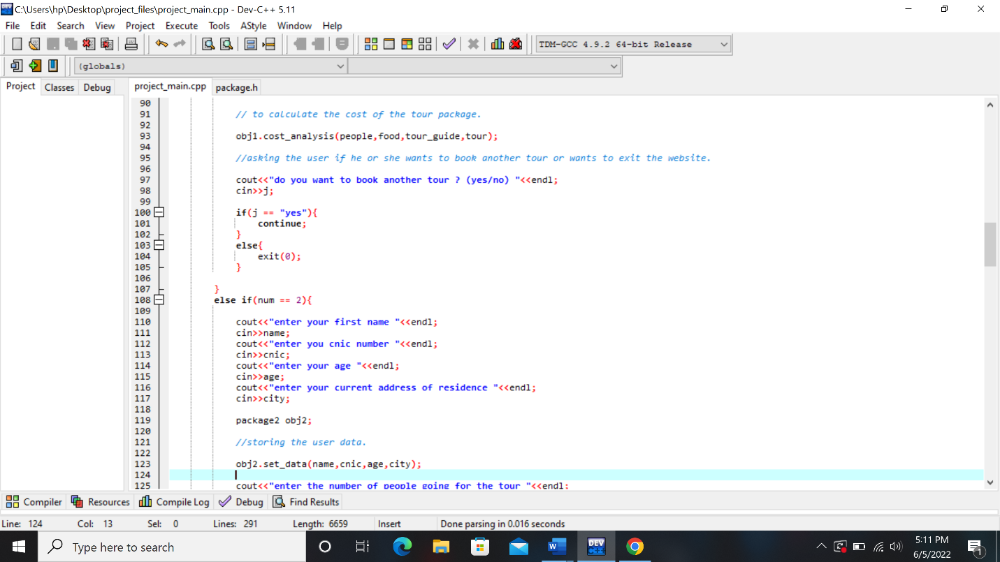 C:\Users\hp\Desktop\project_files\project_main.cpp - Dev-C++ 5.11
File Edit Search View Project Execute Tools AStyle Window Help
TDM-GCC 4.9.2 64-bit Release
(globals)
Project Classes Debug project_main.cpp package.h
90
91 // to calculate the cost of the tour package.
92
93 obj1.cost_analysis(people,food,tour_guide,tour);
94
95 //asking the user if he or she wants to book another tour or wants to exit the website.
96
97 cout<<"do you want to book another tour ? (yes/no) "<<endl;
98 cin>>j;
99
100 if(j == "yes"){
101 continue;
102 }
103 else{
104 exit(0);
105 }
106
107 }
108 else if(num == 2){
109
110 cout<<"enter your first name "<<endl;
111 cin>>name;
112 cout<<"enter you cnic number "<<endl;
113 cin>>cnic;
114 cout<<"enter your age "<<endl;
115 cin>>age;
116 cout<<"enter your current address of residence "<<endl;
117 cin>>city;
118
119 package2 obj2;
120
121 //storing the user data.
122
123 obj2.set_data(name,cnic,age,city);
124
125 cout<<"enter the number of people going for the tour "<<endl;
Compiler Resources Compile Log Debug Find Results
Line: 124 Col: 13 Sel: 0 Lines: 291 Length: 6659 Insert Done parsing in 0.016 seconds
Type here to search
W
DEV C++
5:11 PM
6/5/2022
1